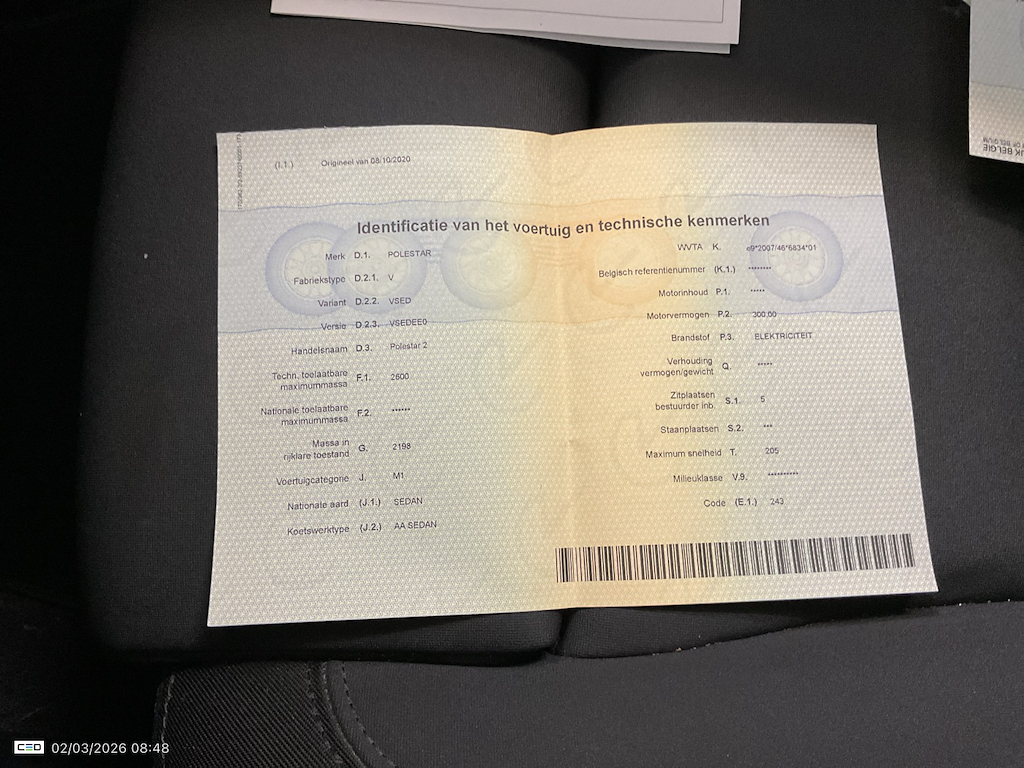 (I.1.) Origineel van 08/10/2020
Identificatie van het voertuig en technische kenmerken
Merk D.1. POLESTAR
Fabriekstype D.2.1. V
Variant D.2.2. VSED
Versie D.2.3. VSEDEE0
Handelsnaam D.3. Polestar 2
Techn. toelaatbare
maximummassa F.1. 2600
Nationale toelaatbare
maximummassa F.2. ******
Massa in
rijklare toestand G. 2198
Voertuigcategorie J. M1
Nationale aard (J.1.) SEDAN
Koetswerktype (J.2.) AA SEDAN
WVTA K. e9*2007/46*6834*01
Belgisch referentienummer (K.1.) ********
Motorinhoud P.1. *****
Motorvermogen P.2. 300.00
Brandstof P.3. ELEKTRICITEIT
Verhouding
vermogen/gewicht Q. *****
Zitplaatsen
bestuurder inb. S.1. 5
Staanplaatsen S.2. ***
Maximum snelheid T. 205
Milieuklasse V.9. **********
Code (E.1.) 243
JK BELGIE
OF BELGIUM
CEO 02/03/2026 08:48